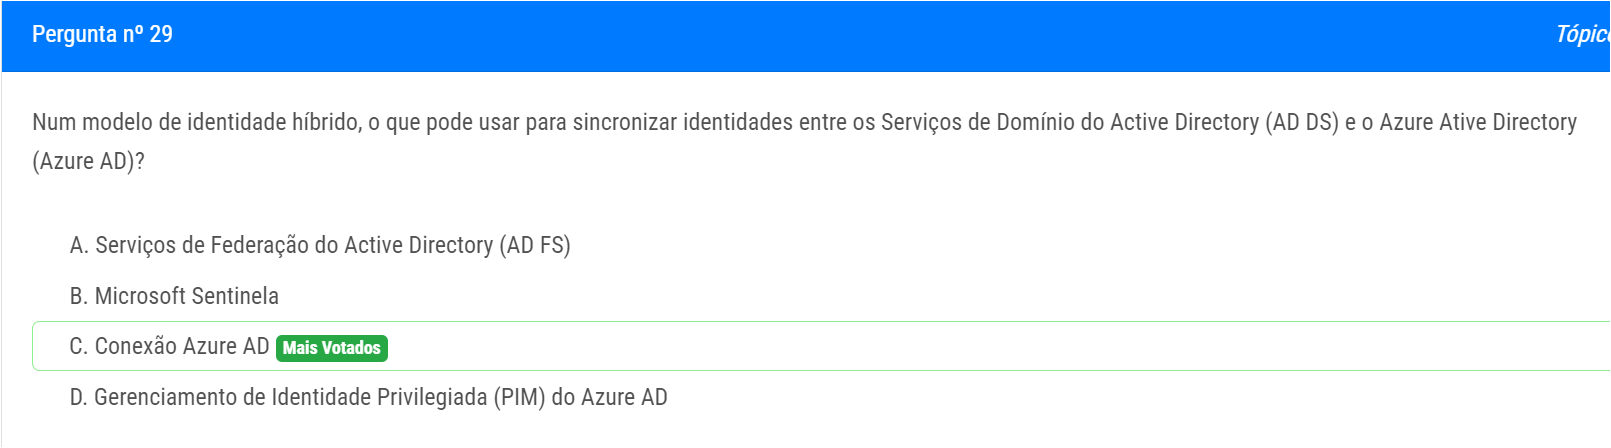 Pergunta nº 29
Tópico
Num modelo de identidade híbrido, o que pode usar para sincronizar identidades entre os Serviços de Domínio do Active Directory (AD DS) e o Azure Ative Directory
(Azure AD)?
A. Serviços de Federação do Active Directory (AD FS)
B. Microsoft Sentinela
C. Conexão Azure AD Mais Votados
D. Gerenciamento de Identidade Privilegiada (PIM) do Azure AD